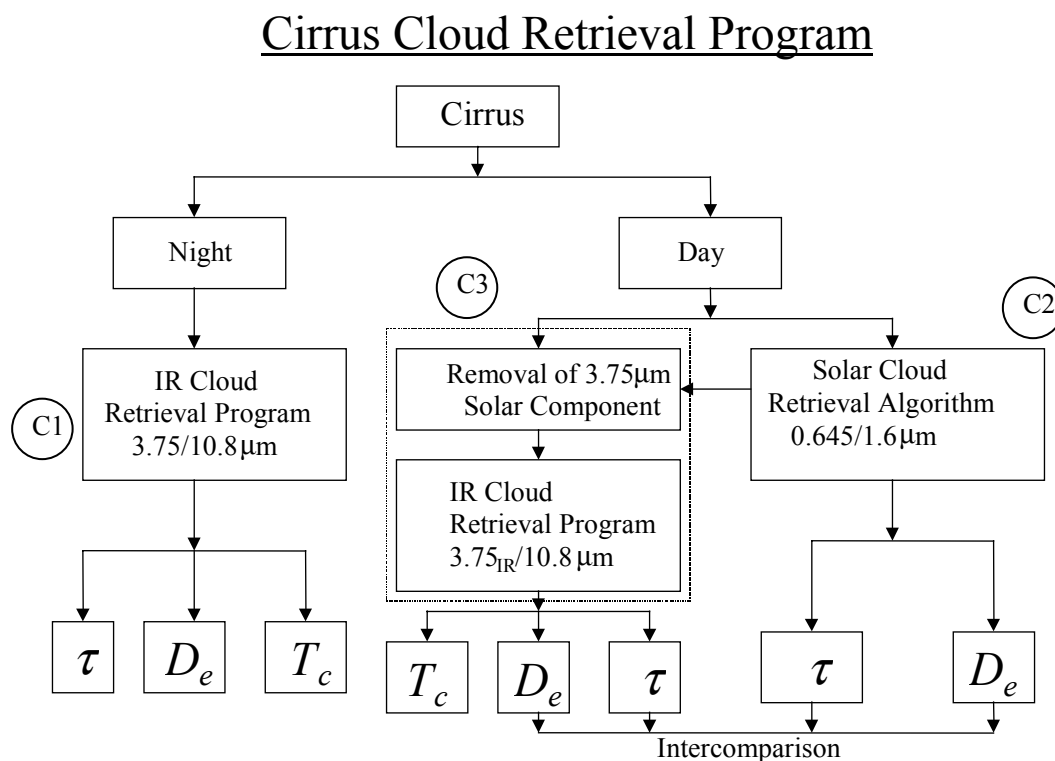 Cirrus Cloud Retrieval Program
Cirrus
Night
Day
C3
C2
C1
IR Cloud
Retrieval Program
3.75/10.8μm
Removal of 3.75μm
Solar Component
Solar Cloud
Retrieval Algorithm
0.645/1.6μm
IR Cloud
Retrieval Program
3.75IR/10.8μm
τ
De
Tc
Tc
De
τ
τ
De
Intercomparison